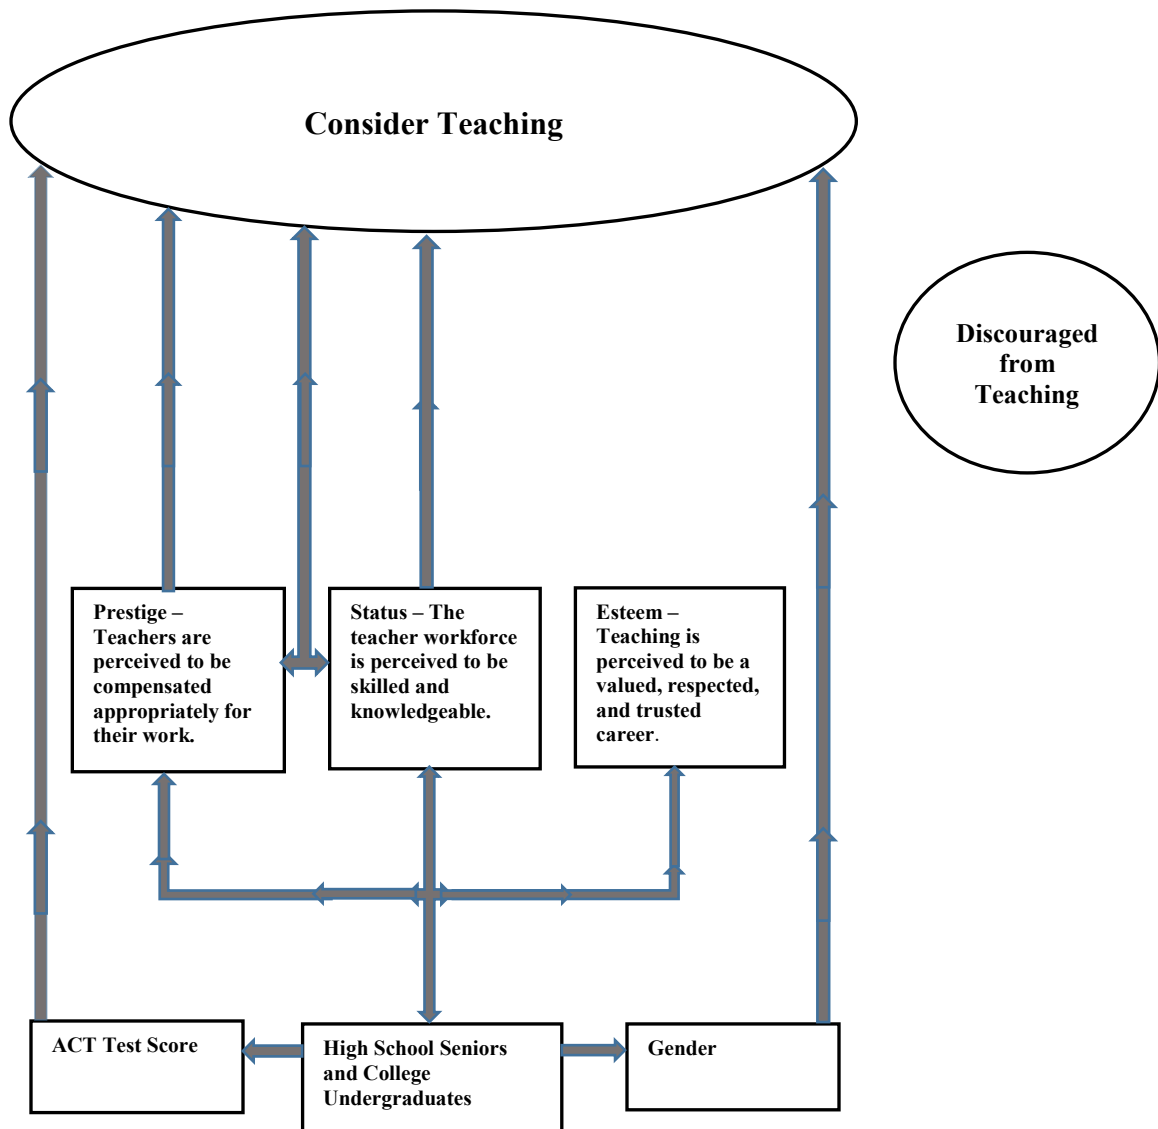 Consider Teaching
Discouraged
from
Teaching
Prestige –
Teachers are
perceived to be
compensated
appropriately for
their work.
Status – The
teacher workforce
is perceived to be
skilled and
knowledgeable.
Esteem –
Teaching is
perceived to be a
valued, respected,
and trusted
career.
ACT Test Score
High School Seniors
and College
Undergraduates
Gender